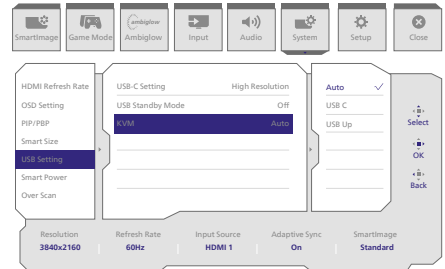 SmartImage
Game Mode
ambiglow
Ambiglow
Input
Audio
System
Setup
Close
HDMI Refresh Rate
OSD Setting
PIP/PBP
Smart Size
USB Setting
Smart Power
Over Scan
USB-C Setting High Resolution
USB Standby Mode Off
KVM Auto
Auto
USB C
USB Up
Select
OK
Back
Resolution Refresh Rate Input Source Adaptive Sync SmartImage
3840x2160 60Hz HDMI 1 On Standard